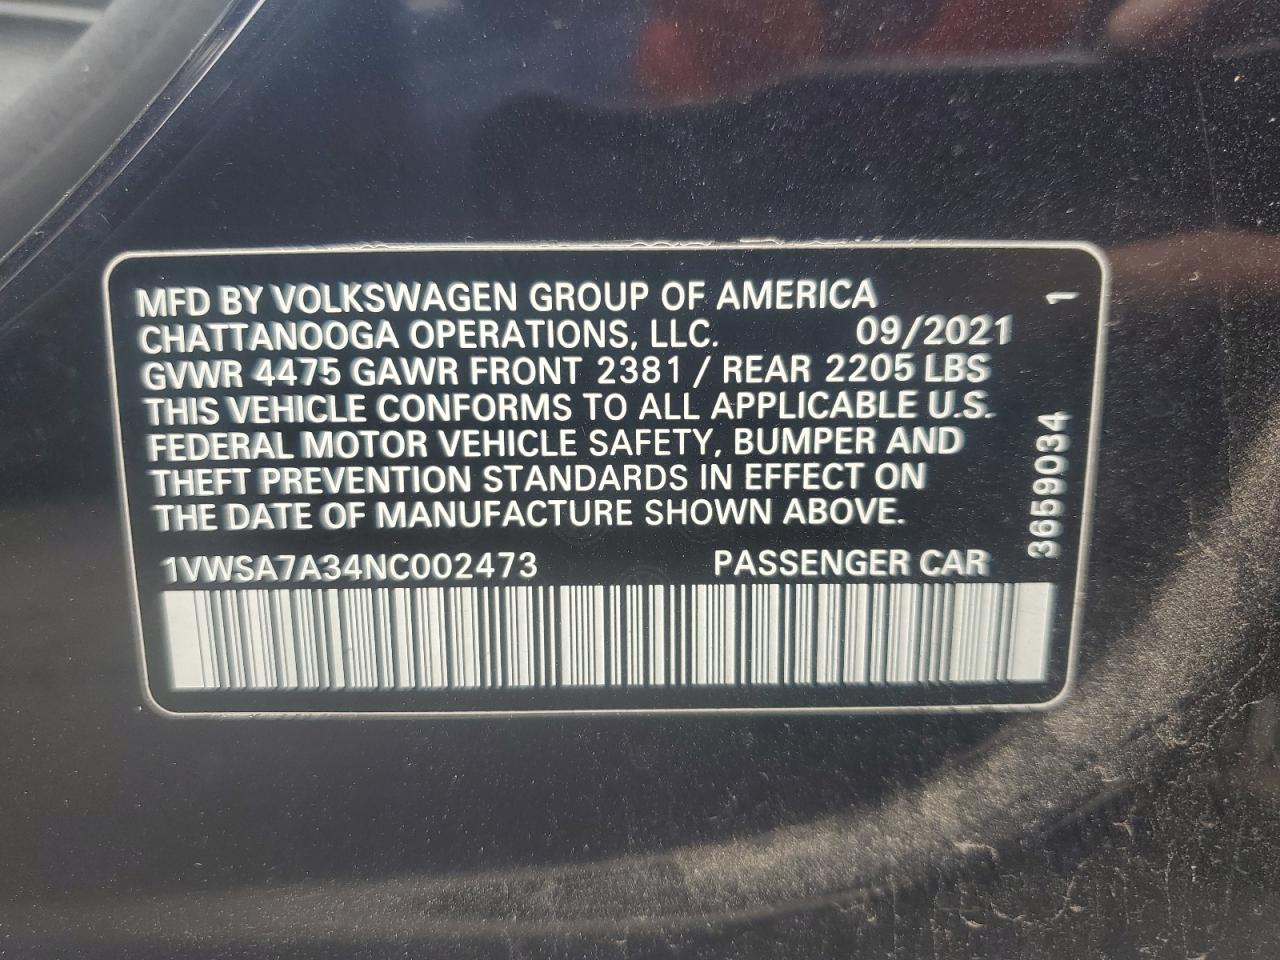 MFD BY VOLKSWAGEN GROUP OF AMERICA
CHATTANOOGA OPERATIONS, LLC. 09/2021
GVWR 4475 GAWR FRONT 2381 / REAR 2205 LBS
THIS VEHICLE CONFORMS TO ALL APPLICABLE U.S.
FEDERAL MOTOR VEHICLE SAFETY, BUMPER AND
THEFT PREVENTION STANDARDS IN EFFECT ON
THE DATE OF MANUFACTURE SHOWN ABOVE.
1VWSA7A34NC002473 PASSENGER CAR
3659034 1